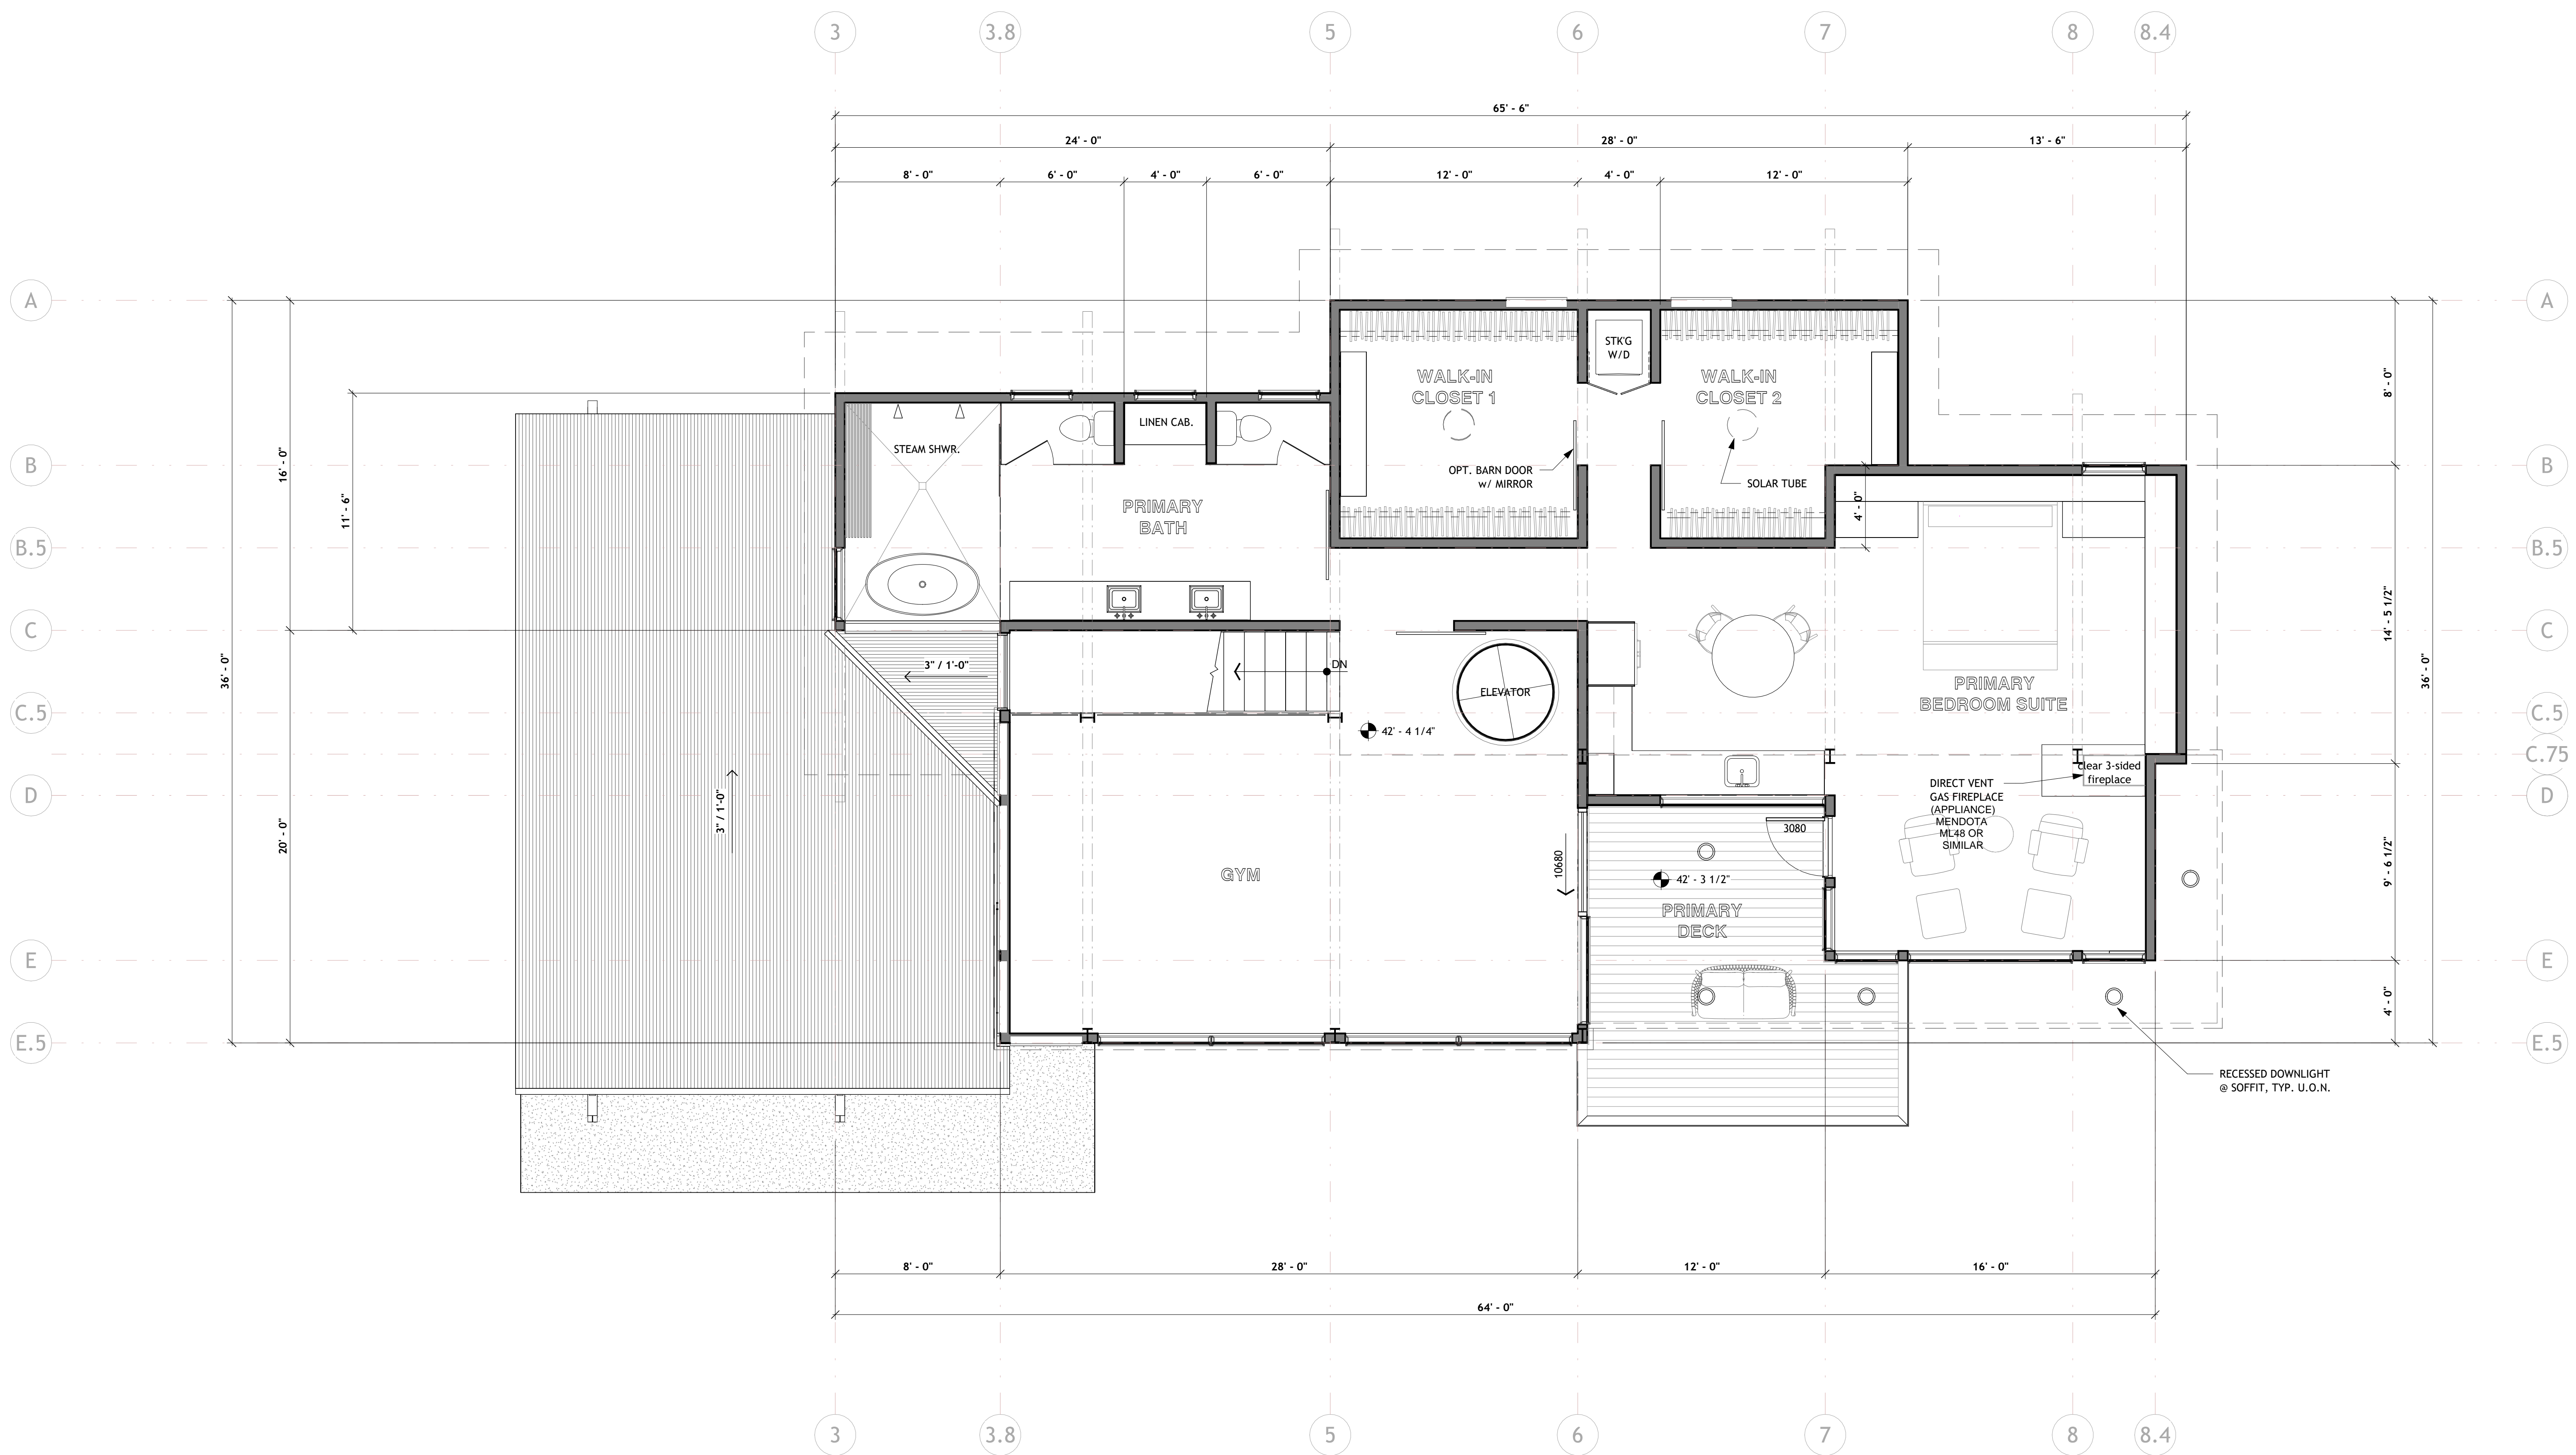 3 3.8 5 6 7 8 8.4
65' - 6"
24' - 0" 28' - 0" 13' - 6"
8' - 0" 6' - 0" 4' - 0" 6' - 0" 12' - 0" 4' - 0" 12' - 0"
A A
B B
B.5 B.5
C C
C.5 C.5
C.75
D D
E E
E.5 E.5
36' - 0"
16' - 0"
20' - 0"
11' - 6"
8' - 0"
14' - 5 1/2"
9' - 6 1/2"
4' - 0"
36' - 0"
STK'G
W/D
WALK-IN
CLOSET 1
WALK-IN
CLOSET 2
LINEN CAB.
STEAM SHWR.
OPT. BARN DOOR
w/ MIRROR
SOLAR TUBE
4' - 0"
PRIMARY
BATH
3" / 1'-0"
DN
ELEVATOR
42' - 4 1/4"
PRIMARY
BEDROOM SUITE
clear 3-sided
fireplace
DIRECT VENT
GAS FIREPLACE
(APPLIANCE)
MENDOTA
ML48 OR
SIMILAR
3" / 1'-0"
3080
10680
GYM
42' - 3 1/2"
PRIMARY
DECK
RECESSED DOWNLIGHT
@ SOFFIT, TYP. U.O.N.
8' - 0" 28' - 0" 12' - 0" 16' - 0"
64' - 0"
3 3.8 5 6 7 8 8.4